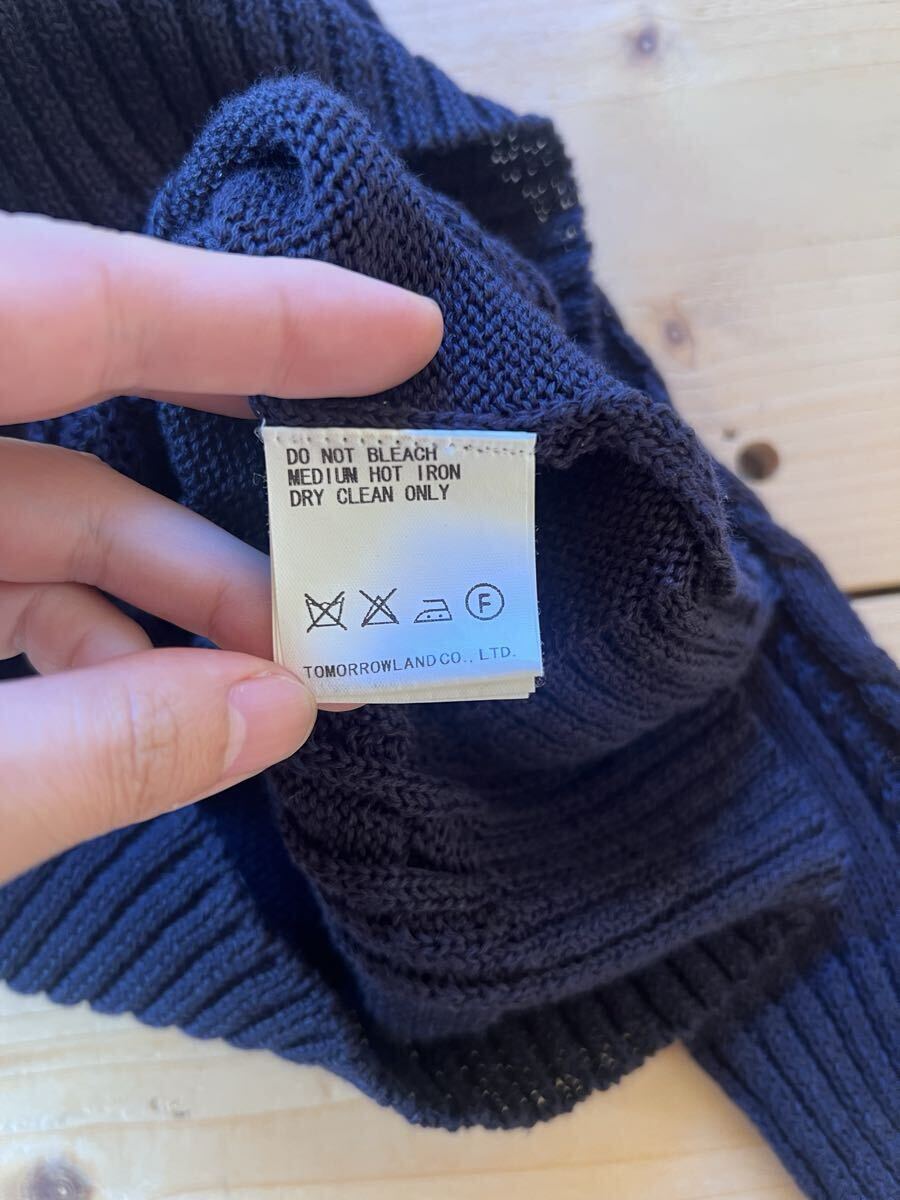 DO NOT BLEACH
MEDIUM HOT IRON
DRY CLEAN ONLY
F
TOMORROWLAND CO., LTD.